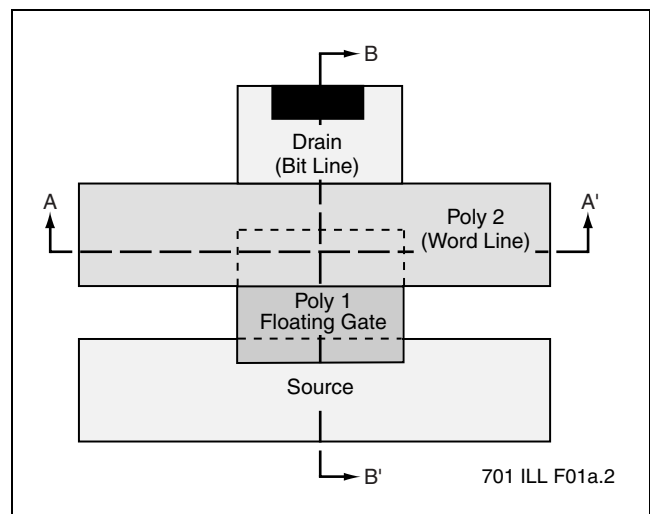 B
Drain
(Bit Line)
A
A'
Poly 2
(Word Line)
Poly 1
Floating Gate
Source
B'
701 ILL F01a.2